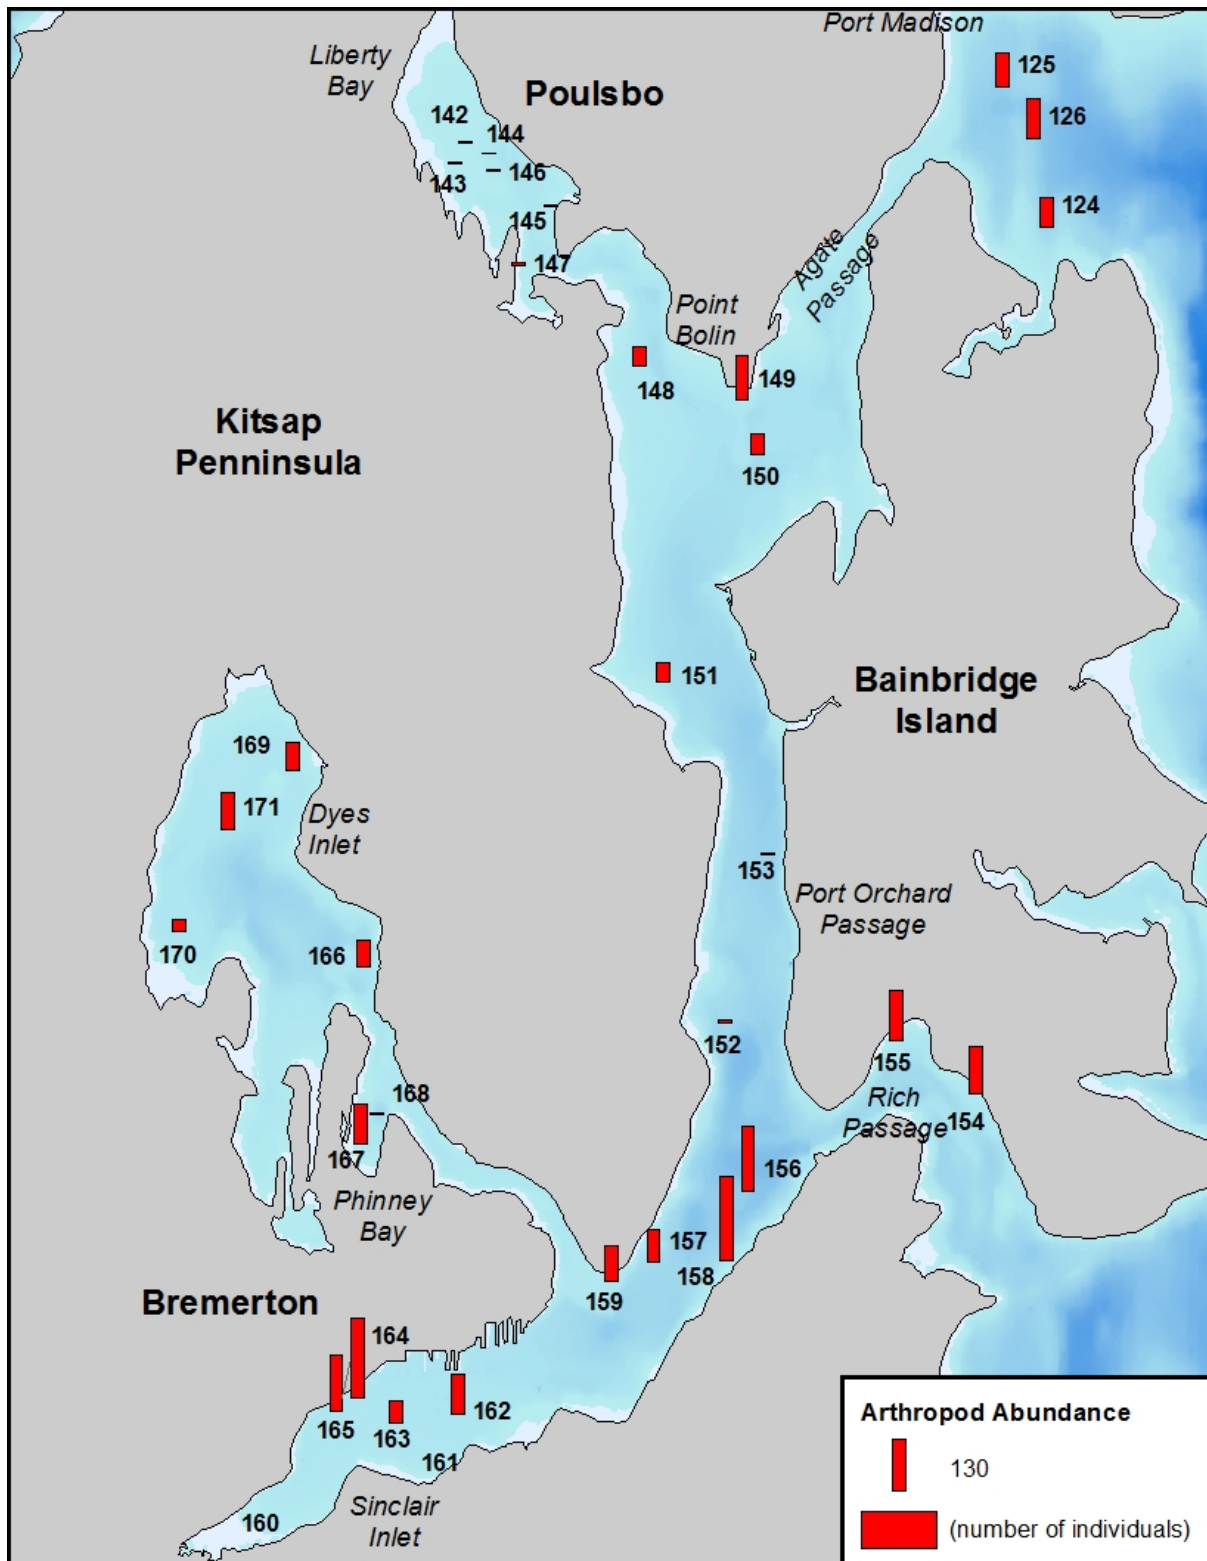 Port Madison
Liberty
Bay
Poulsbo
125
126
142
144
146
143
124
145
147
Agate
Passage
Point
Bolin
148
149
150
Kitsap
Penninsula
151
Bainbridge
Island
169
171
Dyes
Inlet
153
Port Orchard
Passage
170
166
152
155
Rich
Passage
154
168
167
156
Phinney
Bay
157
158
159
Bremerton
164
165
163
162
161
Sinclair
Inlet
160
Arthropod Abundance
130
(number of individuals)